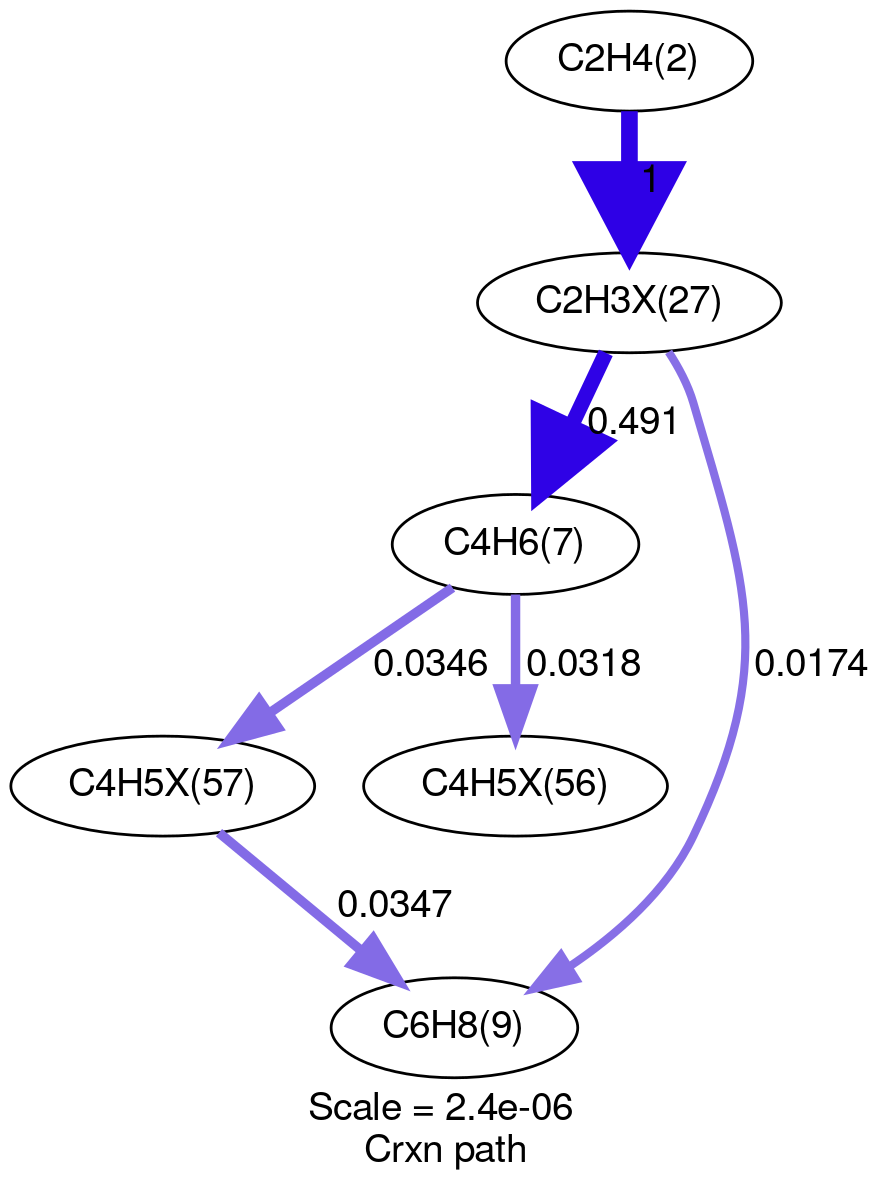 C2H4(2)
1
C2H3X(27)
0.491
C4H6(7)
0.0346
0.0318
0.0174
C4H5X(57)
C4H5X(56)
0.0347
C6H8(9)
Scale = 2.4e-06
Crxn path